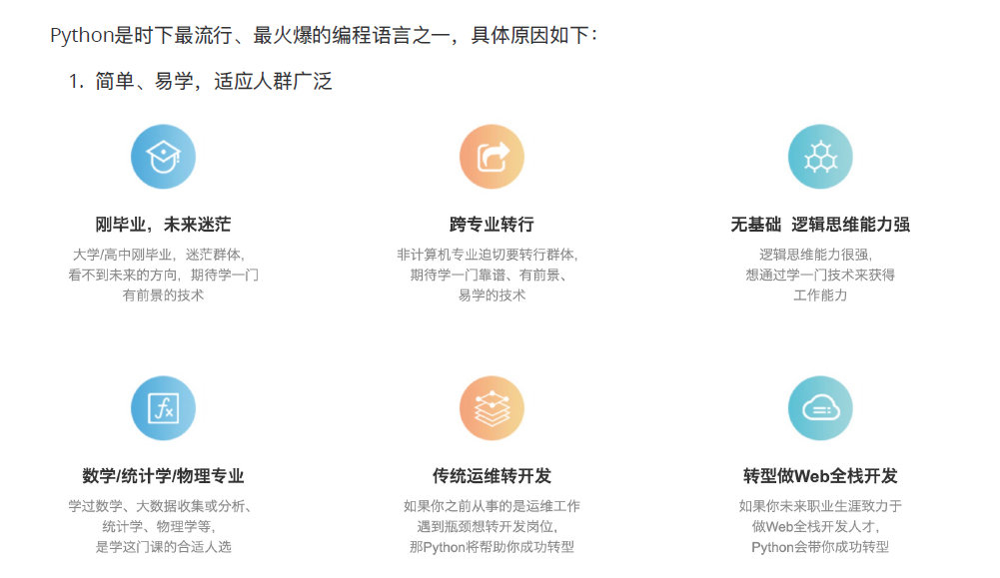 Python是时下最流行、最火爆的编程语言之一，具体原因如下：
1. 简单、易学，适应人群广泛
刚毕业，未来迷茫
大学/高中刚毕业，迷茫群体，
看不到未来的方向，期待学一门
有前景的技术
跨专业转行
非计算机专业迫切要转行群体，
期待学一门靠谱、有前景、
易学的技术
无基础 逻辑思维能力强
逻辑思维能力很强，
想通过学一门技术来获得
工作能力
fx
数学/统计学/物理专业
学过数学、大数据收集或分析、
统计学、物理学等，
是学这门课的合适人选
传统运维转开发
如果你之前从事的是运维工作
遇到瓶颈想转开发岗位，
那Python将帮助你成功转型
转型做Web全栈开发
如果你未来职业生涯致力于
做Web全栈开发人才，
Python会带你成功转型